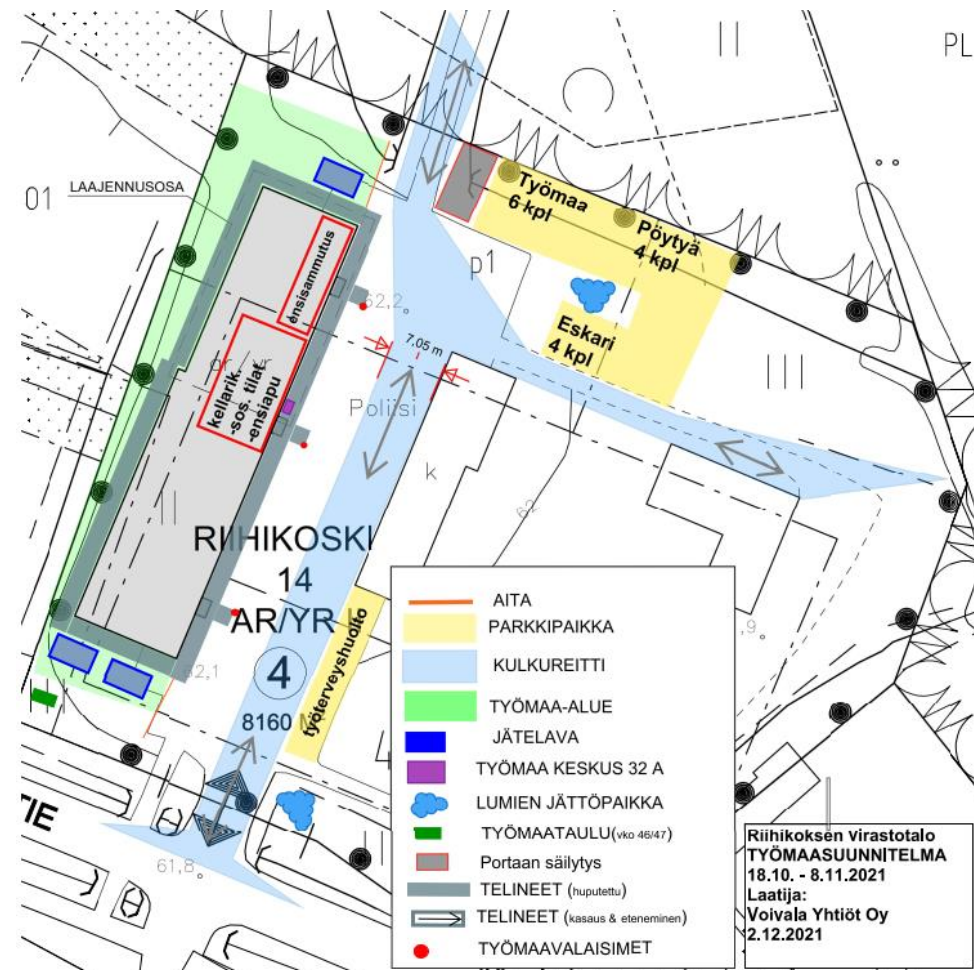 II
PL
01
LAAJENNUSOSA
Työmaa
6 kpl
Pöytyä
4 kpl
p1
Eskari
4 kpl
ensisammutus
62,2
7,05 m
III
kellarik.
-sos. tilat
-ensiapu
Poliisi
k
II
62
RIIHIKOSKI
14
AR/YR
62,1
4
8160 M
työterveyshuolto
TIE
61,8
AITA
PARKKIPAIKKA
KULKUREITTI
TYÖMAA-ALUE
JÄTELAVA
TYÖMAA KESKUS 32 A
LUMIEN JÄTTÖPAIKKA
TYÖMAATAULU(vko 46/47)
Portaan säilytys
TELINEET (huputettu)
TELINEET (kasaus & eteneminen)
TYÖMAAVALAISIMET
Riihikoksen virastotalo
TYÖMAASUUNNITELMA
18.10. - 8.11.2021
Laatija:
Voivala Yhtiöt Oy
2.12.2021